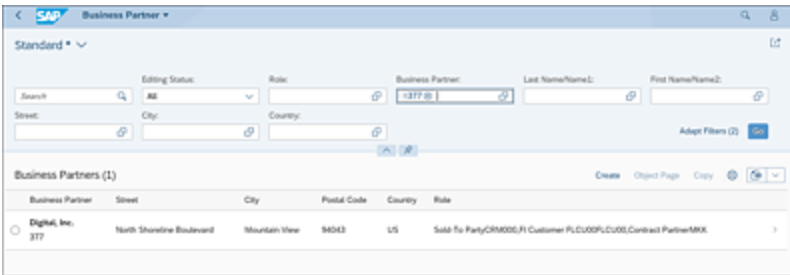 SAP Business Partner
Standard *
Editing Status: Role: Business Partner: Last Name/Name1: First Name/Name2:
Search All =377
Street: City: Country:
Adapt Filters (2) Go
Business Partners (1) Create Object Page Copy
Business Partner Street City Postal Code Country Role
Digital, Inc. North Shoreline Boulevard Mountain View 94043 US Sold-To PartyCRM000,FI Customer FLCU00FLCU00,Contract PartnerMKK
377